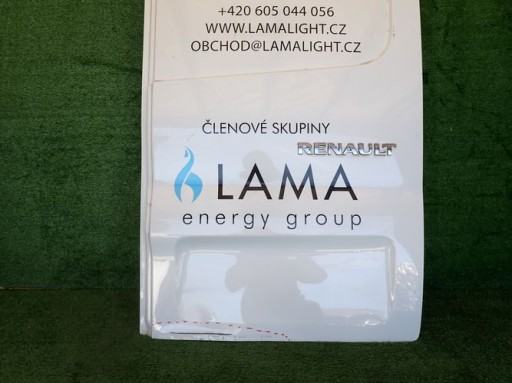 +420 605 044 056
WWW.LAMALIGHT.CZ
OBCHOD@LAMALIGHT.CZ
ČLENOVÉ SKUPINY
RENAULT
LAMA
energy group